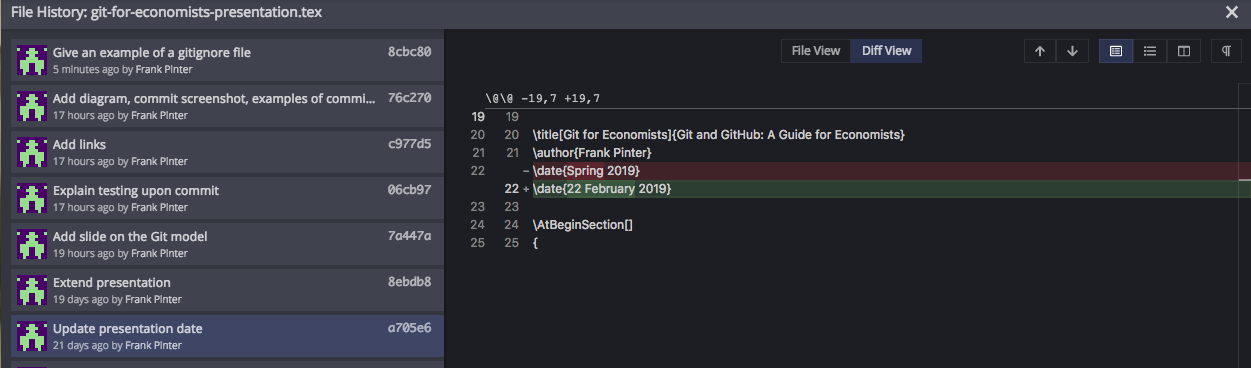 File History: git-for-economists-presentation.tex
Give an example of a gitignore file 8cbc80
5 minutes ago by Frank Pinter
Add diagram, commit screenshot, examples of commi... 76c270
17 hours ago by Frank Pinter
Add links c977d5
17 hours ago by Frank Pinter
Explain testing upon commit 06cb97
17 hours ago by Frank Pinter
Add slide on the Git model 7a447a
19 hours ago by Frank Pinter
Extend presentation 8ebdb8
19 days ago by Frank Pinter
Update presentation date a705e6
21 days ago by Frank Pinter
File View Diff View
\@\@ -19,7 +19,7
19 19
20 20 \title[Git for Economists]{Git and GitHub: A Guide for Economists}
21 21 \author{Frank Pinter}
22 - \date{Spring 2019}
22 + \date{22 February 2019}
23 23
24 24 \AtBeginSection[]
25 25 {